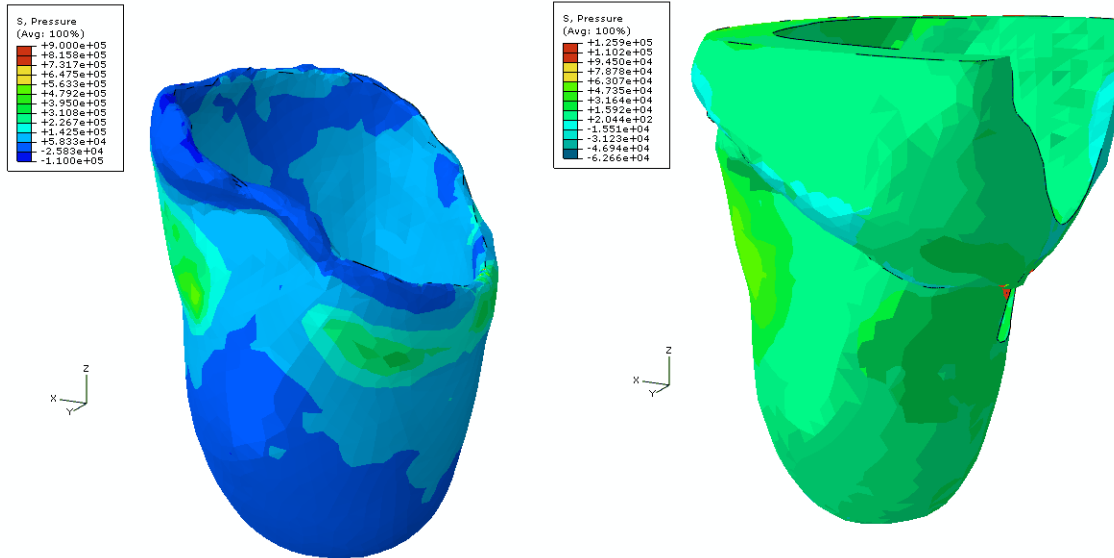 S, Pressure
(Avg: 100%)
+9.000e+05
+8.158e+05
+7.317e+05
+6.475e+05
+5.633e+05
+4.792e+05
+3.950e+05
+3.108e+05
+2.267e+05
+1.425e+05
+5.833e+04
-2.583e+04
-1.100e+05
Z
X
Y
S, Pressure
(Avg: 100%)
+1.259e+05
+1.102e+05
+9.450e+04
+7.878e+04
+6.307e+04
+4.735e+04
+3.164e+04
+1.592e+04
+2.044e+02
-1.551e+04
-3.123e+04
-4.694e+04
-6.266e+04
Z
X
Y